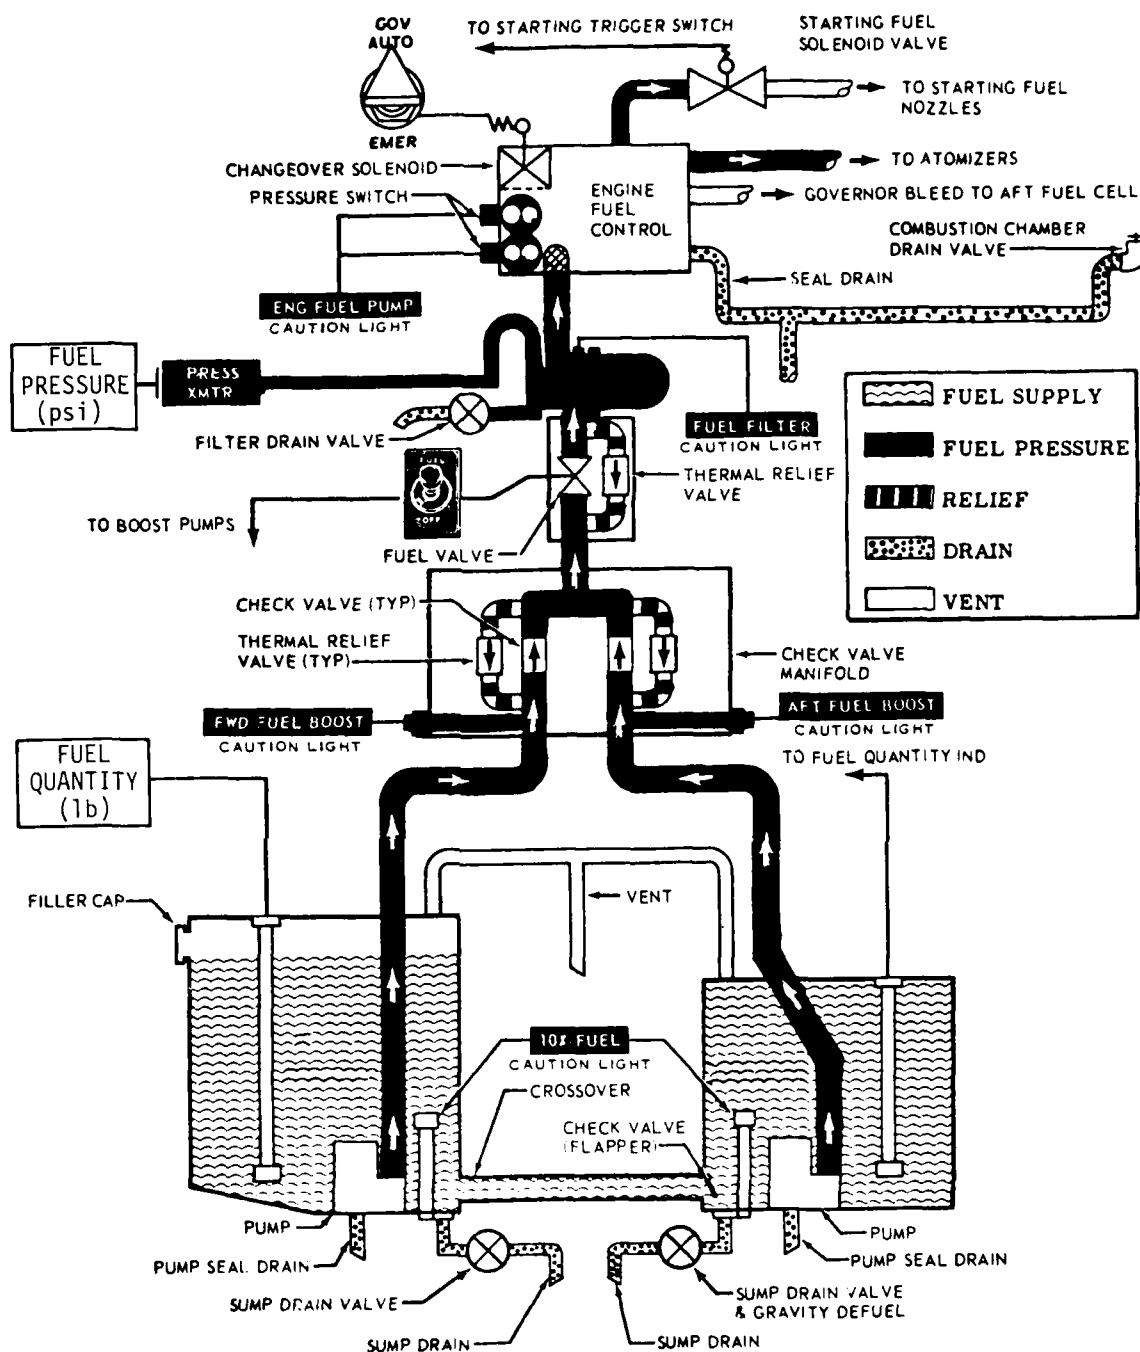 GOV
AUTO
EMER
TO STARTING TRIGGER SWITCH
STARTING FUEL
SOLENOID VALVE
TO STARTING FUEL
NOZZLES
CHANGEOVER SOLENOID
PRESSURE SWITCH
ENGINE
FUEL
CONTROL
TO ATOMIZERS
GOVERNOR BLEED TO AFT FUEL CELL
COMBUSTION CHAMBER
DRAIN VALVE
SEAL DRAIN
ENG FUEL PUMP
CAUTION LIGHT
FUEL
PRESSURE
(psi)
PRESS
XMTR
FILTER DRAIN VALVE
FUEL FILTER
CAUTION LIGHT
FUEL SUPPLY
FUEL PRESSURE
RELIEF
DRAIN
VENT
FUEL
OFF
TO BOOST PUMPS
FUEL VALVE
THERMAL RELIEF
VALVE
CHECK VALVE (TYP)
THERMAL RELIEF
VALVE (TYP)
CHECK VALVE
MANIFOLD
FWD FUEL BOOST
CAUTION LIGHT
AFT FUEL BOOST
CAUTION LIGHT
FUEL
QUANTITY
(lb)
TO FUEL QUANTITY IND
FILLER CAP
VENT
10% FUEL
CAUTION LIGHT
CROSSOVER
CHECK VALVE
(FLAPPER)
PUMP
PUMP SEAL DRAIN
SUMP DRAIN VALVE
SUMP DRAIN
PUMP
PUMP SEAL DRAIN
SUMP DRAIN VALVE
& GRAVITY DEFUEL
SUMP DRAIN